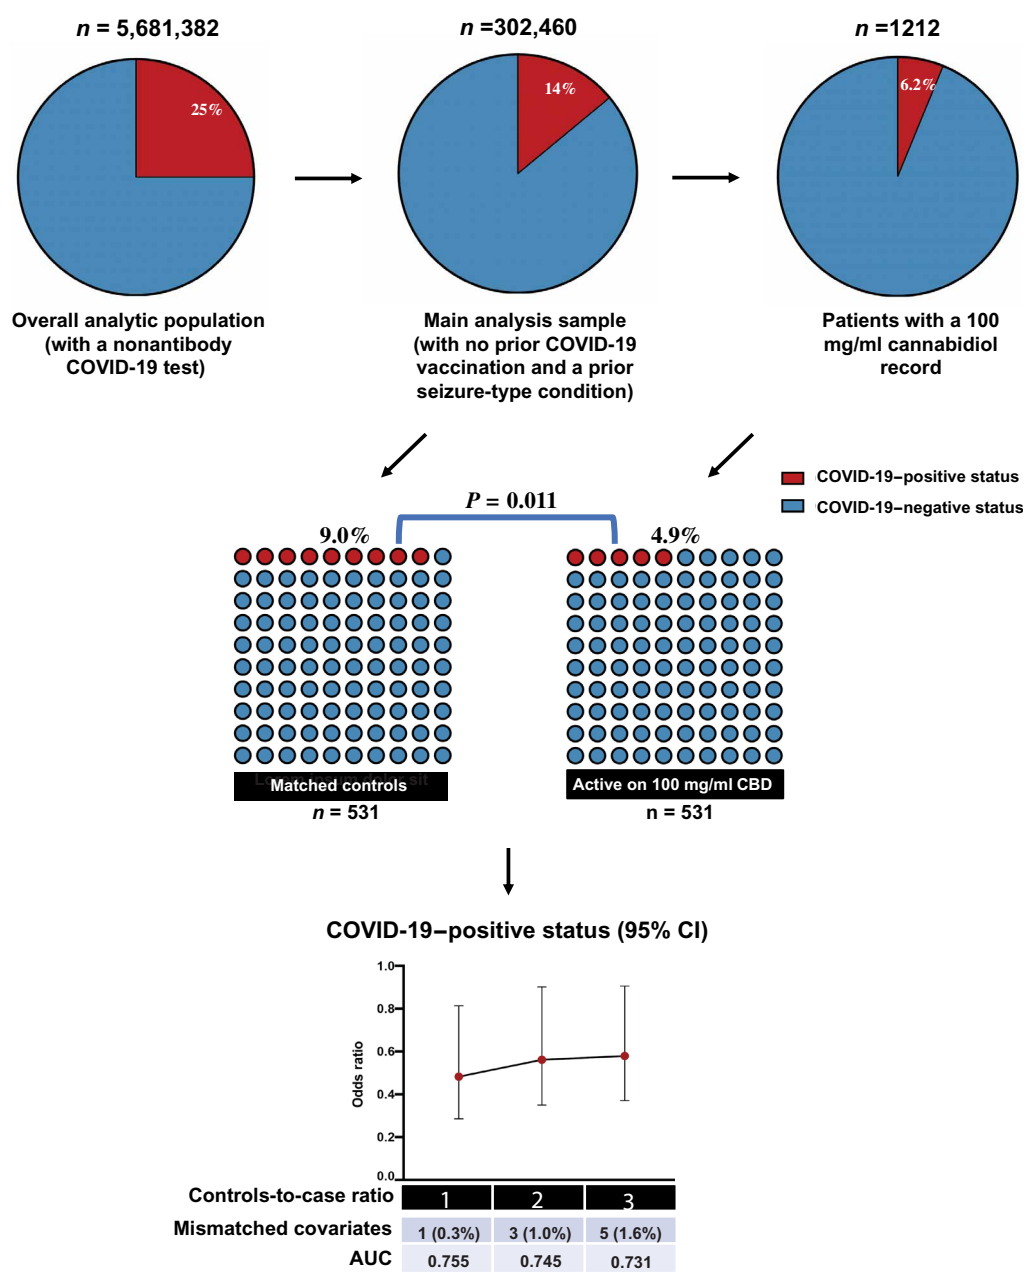 n = 5,681,382
n =302,460
n =1212
25%
14%
6.2%
Overall analytic population
(with a nonantibody
COVID-19 test)
Main analysis sample
(with no prior COVID-19
vaccination and a prior
seizure-type condition)
Patients with a 100
mg/ml cannabidiol
record
COVID-19–positive status
COVID-19–negative status
P = 0.011
9.0%
4.9%
Lorem ipsum dolor sit
Matched controls
Active on 100 mg/ml CBD
n = 531
n = 531
COVID-19–positive status (95% CI)
1.0
0.8
0.6
0.4
0.2
0.0
Odds ratio
Controls-to-case ratio 1 2 3
Mismatched covariates 1 (0.3%) 3 (1.0%) 5 (1.6%)
AUC 0.755 0.745 0.731